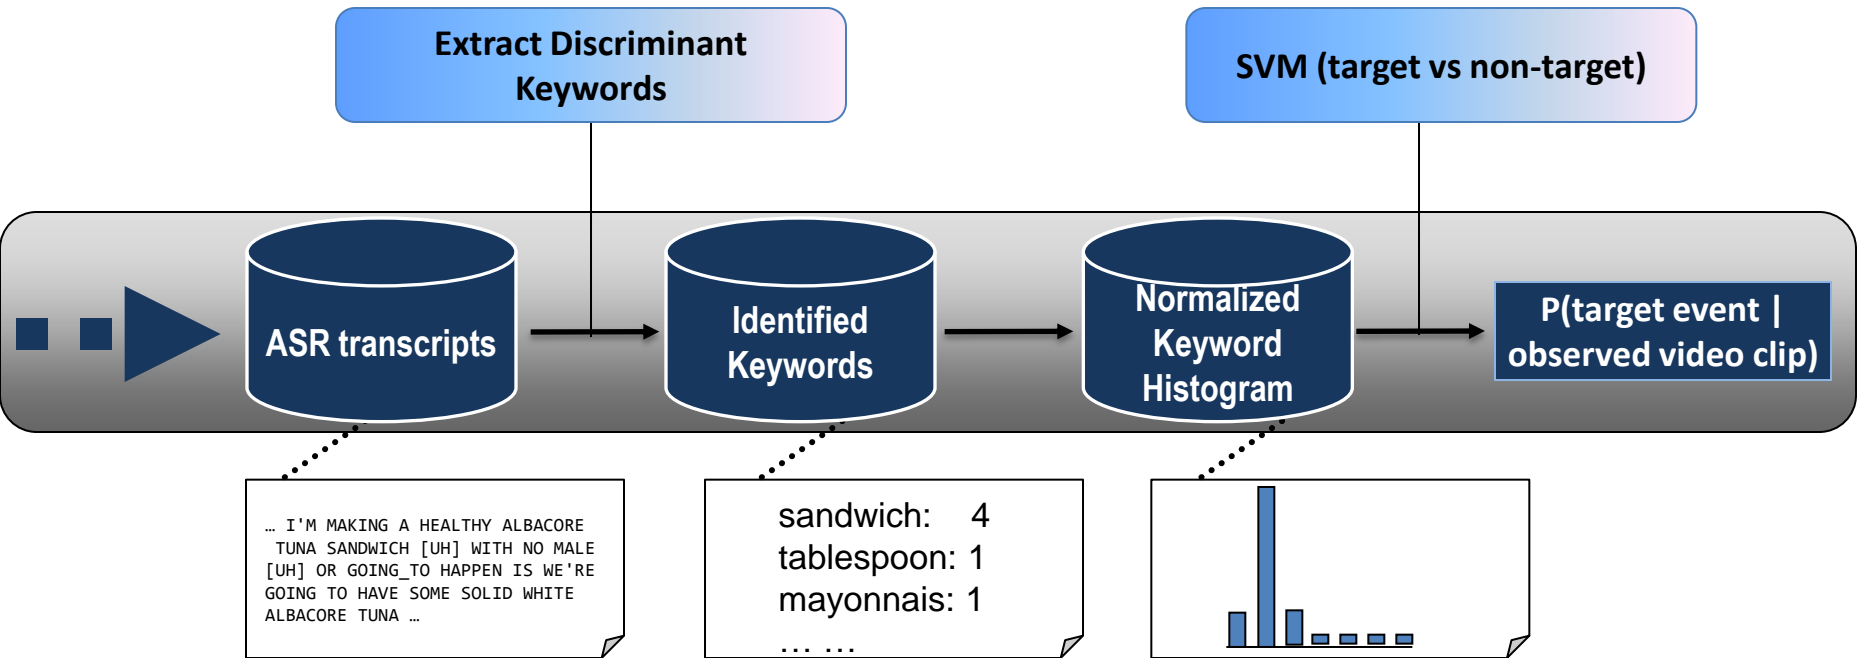 Extract Discriminant
Keywords
SVM (target vs non-target)
ASR transcripts
Identified
Keywords
Normalized
Keyword
Histogram
P(target event |
observed video clip)
… I'M MAKING A HEALTHY ALBACORE
TUNA SANDWICH [UH] WITH NO MALE
[UH] OR GOING_TO HAPPEN IS WE'RE
GOING TO HAVE SOME SOLID WHITE
ALBACORE TUNA …
sandwich: 4
tablespoon: 1
mayonnais: 1
… …